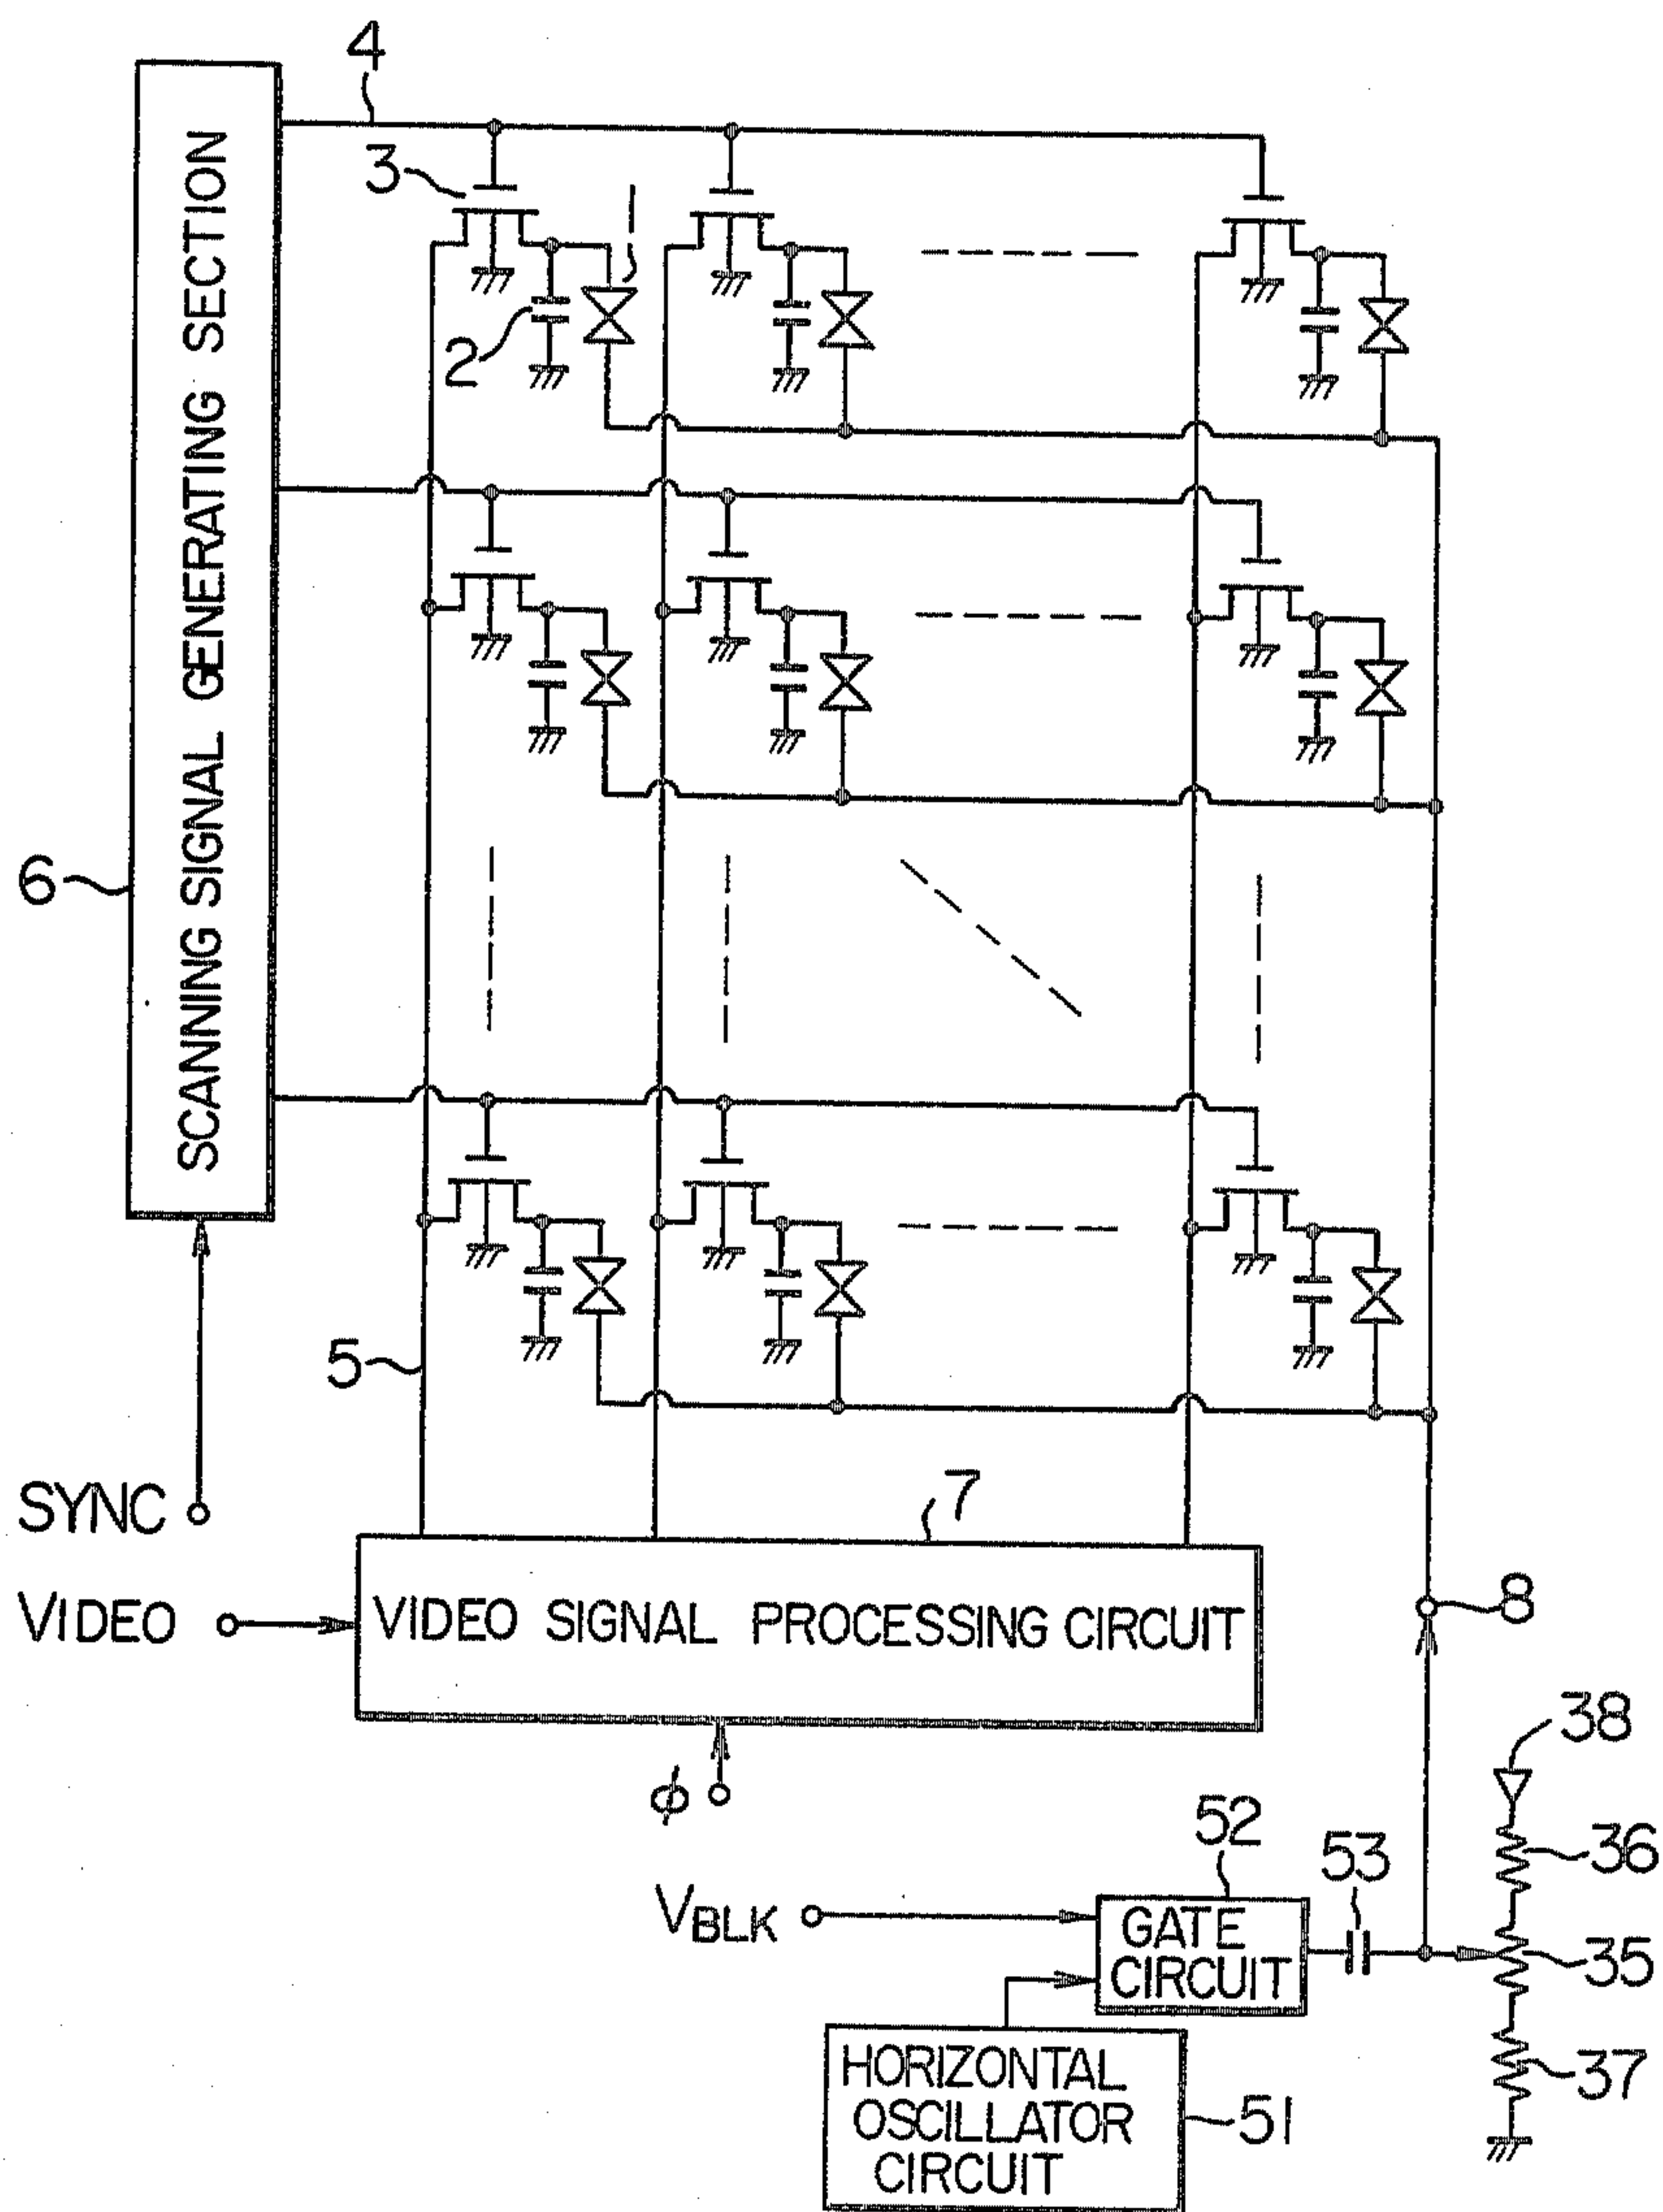 4
3
1
2
SCANNING SIGNAL GENERATING SECTION
6
5
SYNC
7
VIDEO
VIDEO SIGNAL PROCESSING CIRCUIT
8
38
φ
52
53
36
VBLK
GATE
CIRCUIT
35
37
HORIZONTAL
OSCILLATOR
CIRCUIT
51